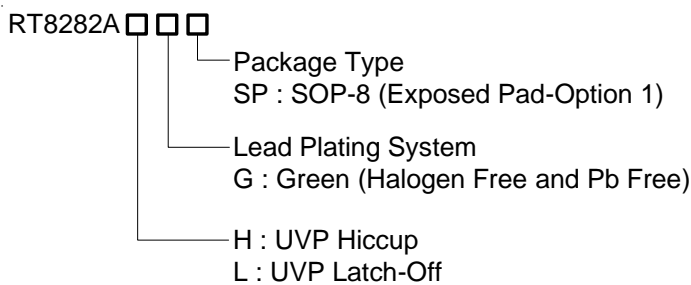 RT8282A
Package Type
SP : SOP-8 (Exposed Pad-Option 1)
Lead Plating System
G : Green (Halogen Free and Pb Free)
H : UVP Hiccup
L : UVP Latch-Off